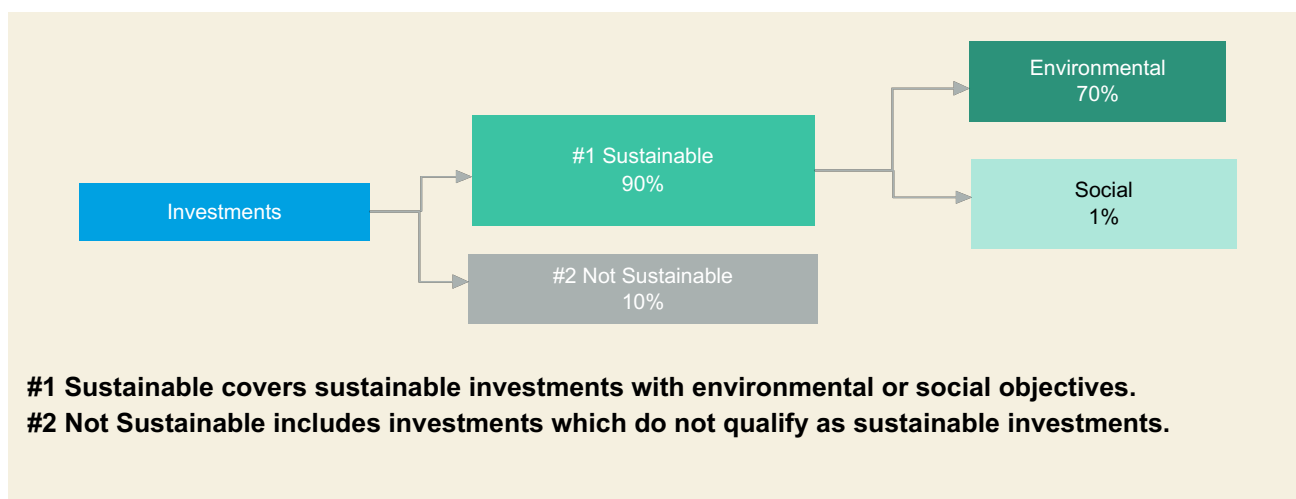 Environmental
70%
#1 Sustainable
90%
Social
1%
Investments
#2 Not Sustainable
10%
#1 Sustainable covers sustainable investments with environmental or social objectives.
#2 Not Sustainable includes investments which do not qualify as sustainable investments.